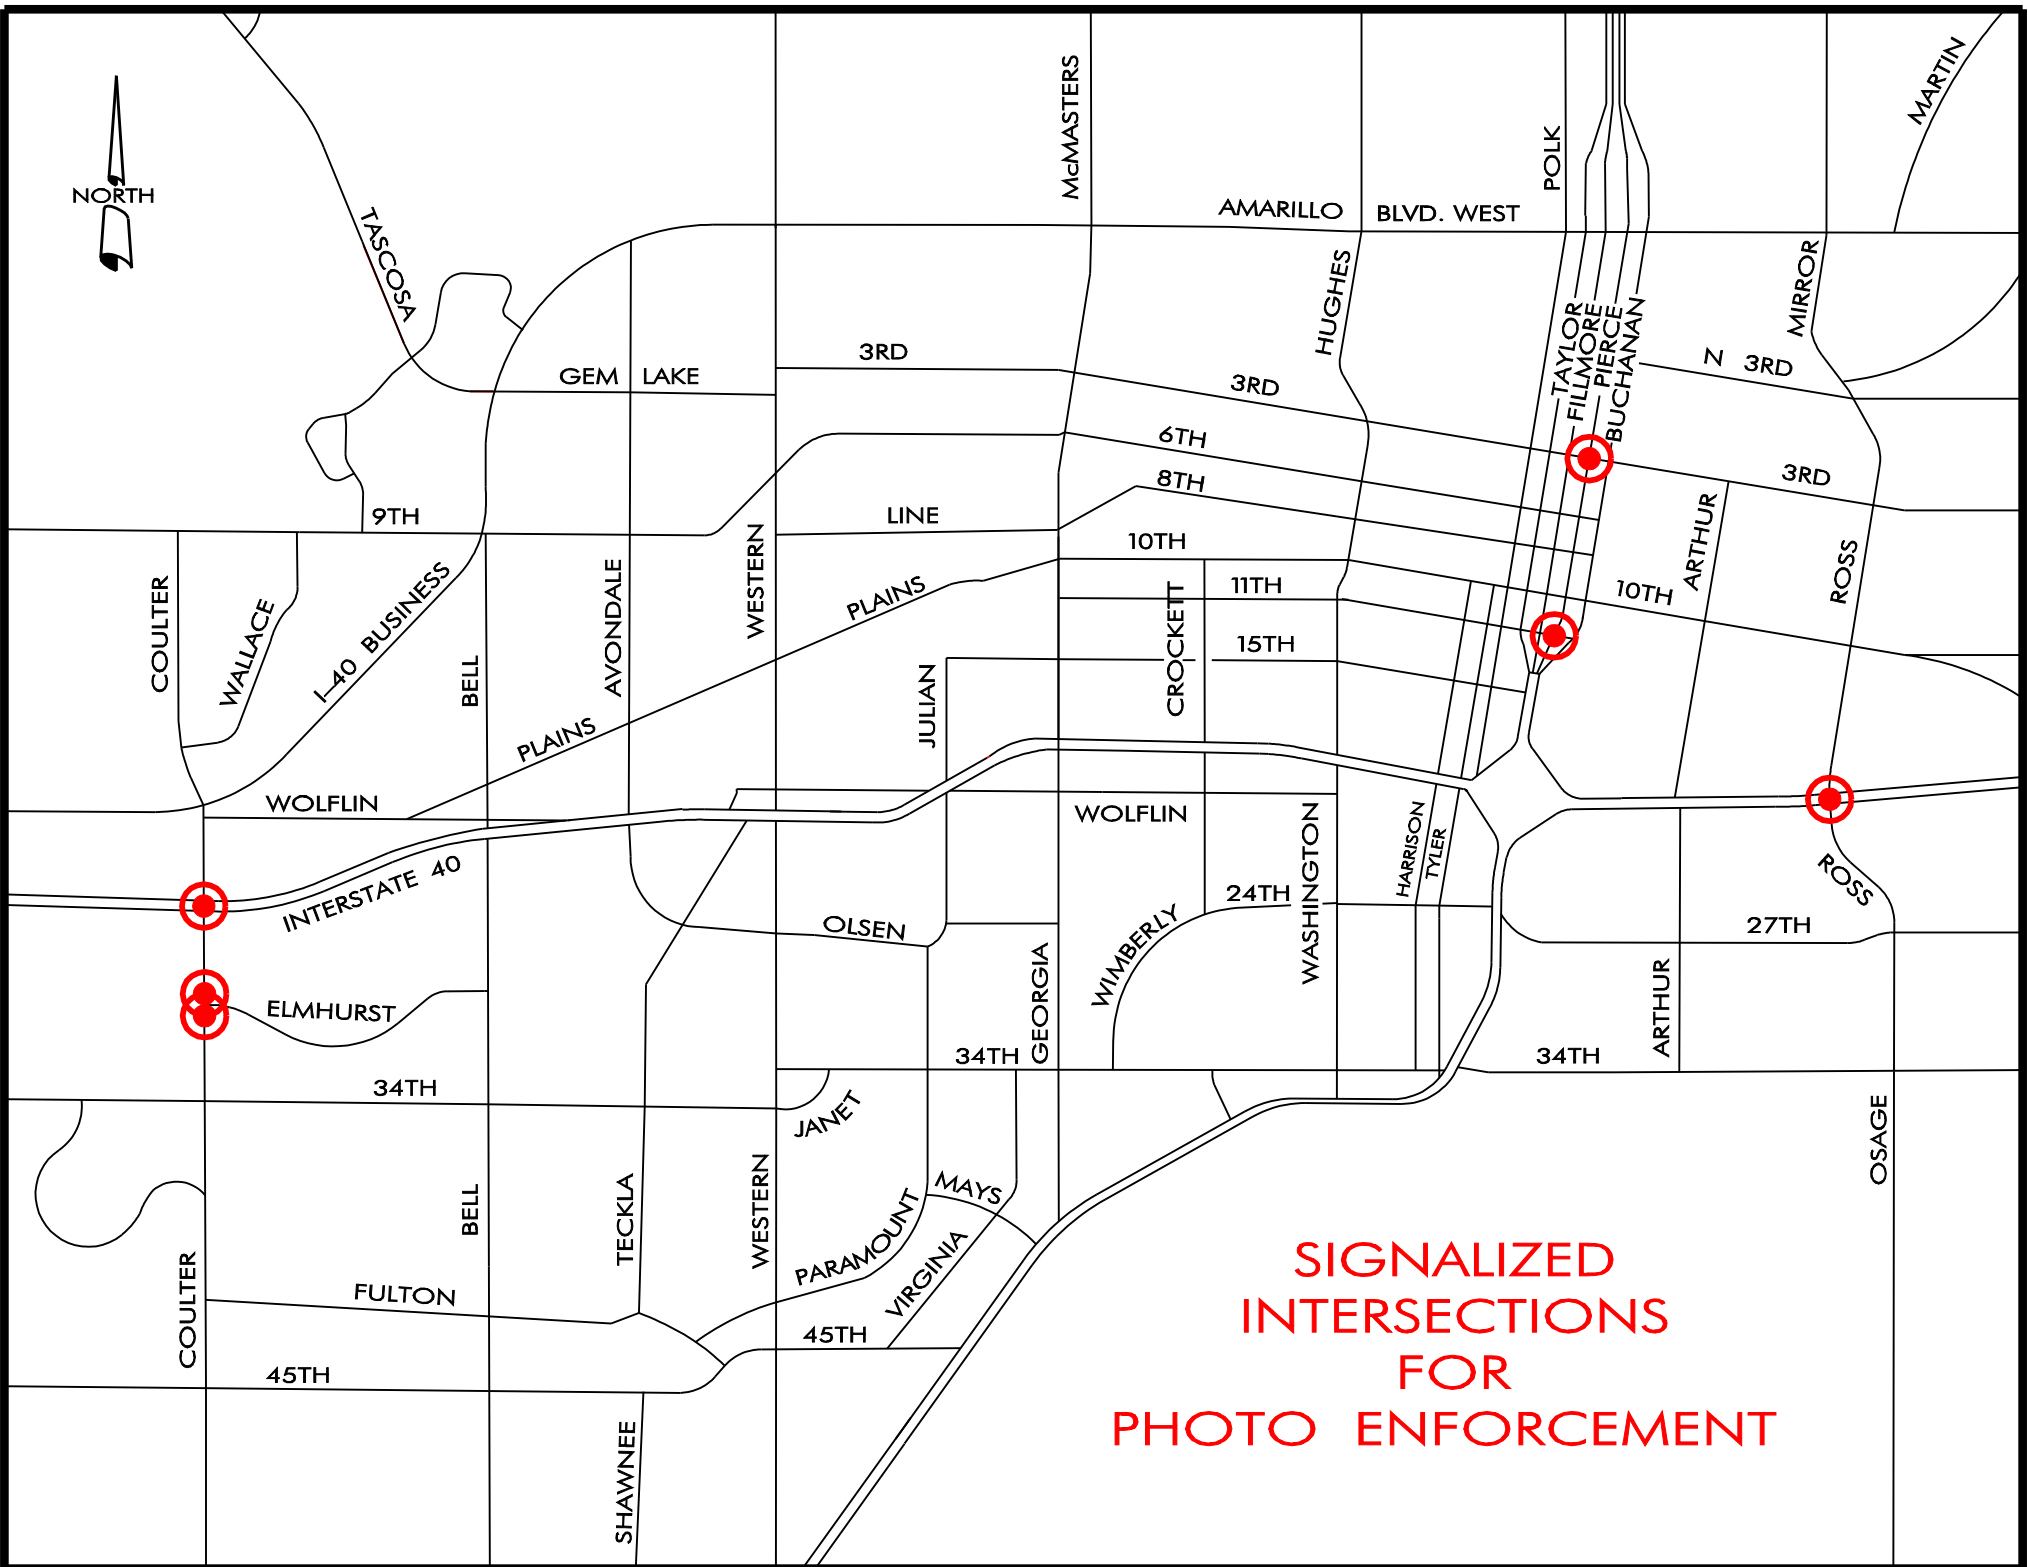 MARTIN
McMASTERS
POLK
NORTH
AMARILLO BLVD. WEST
TASCOSA
HUGHES
MIRROR
TAYLOR
FILLMORE
PIERCE
BUCHANAN
3RD
N 3RD
GEM LAKE
3RD
6TH
8TH
3RD
9TH
LINE
ARTHUR
10TH
WESTERN
ROSS
COULTER
WALLACE
I-40 BUSINESS
AVONDALE
PLAINS
CROCKETT
11TH
10TH
BELL
JULIAN
15TH
PLAINS
WOLFLIN
WOLFLIN
HARRISON
TYLER
WASHINGTON
INTERSTATE 40
ROSS
24TH
OLSEN
27TH
WIMBERLY
GEORGIA
ARTHUR
ELMHURST
34TH
34TH
34TH
JANET
OSAGE
BELL
TECKLA
WESTERN
MAYS
PARAMOUNT
VIRGINIA
COULTER
FULTON
45TH
45TH
SHAWNEE
SIGNALIZED
INTERSECTIONS
FOR
PHOTO ENFORCEMENT